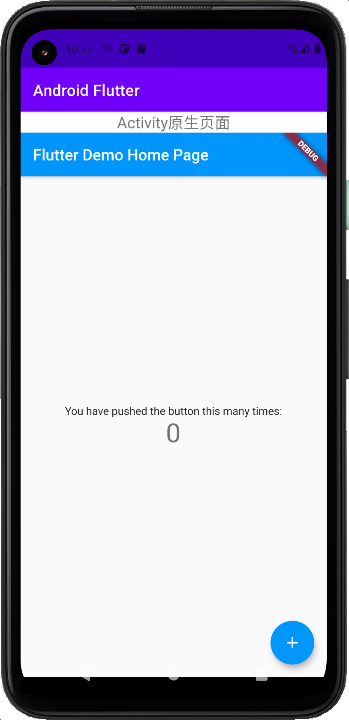 10:27
Android Flutter
Activity原生页面
Flutter Demo Home Page
DEBUG
You have pushed the button this many times:
0
+